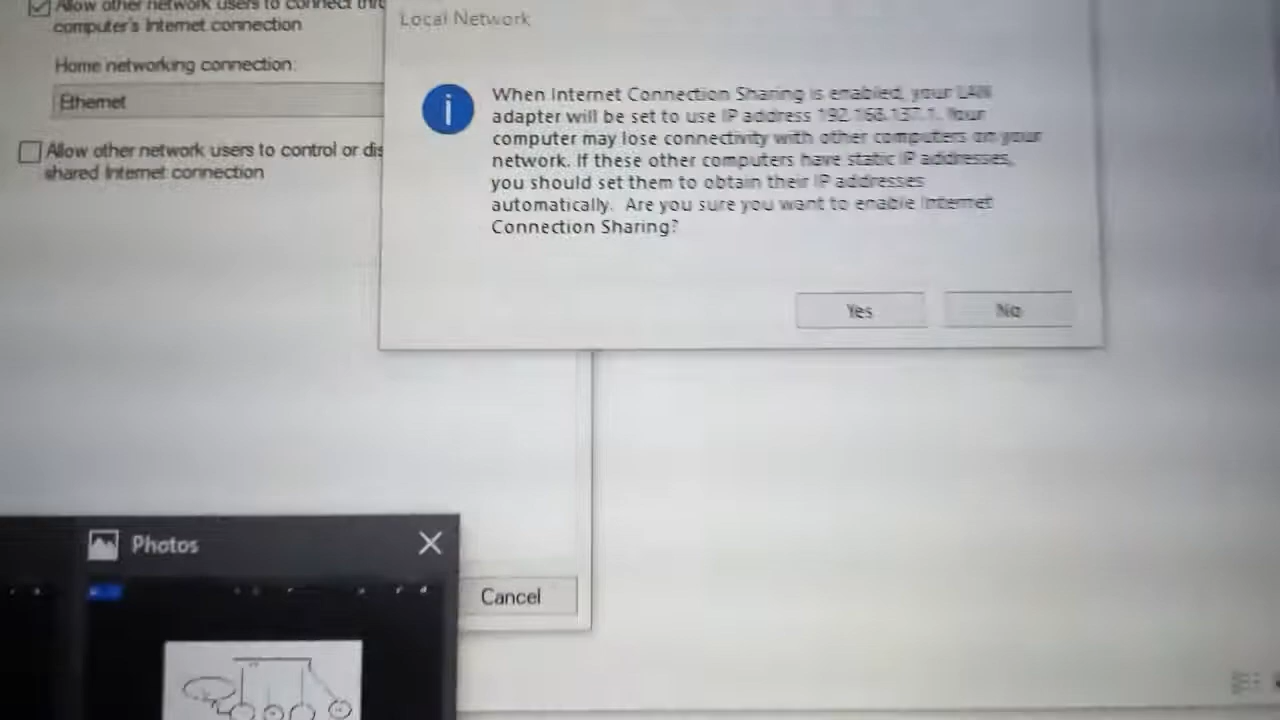 Allow other network users to connect thr
computer's Internet connection
Home networking connection:
Ethernet
Allow other network users to control or dis
shared Internet connection
Local Network
When Internet Connection Sharing is enabled, your LAN
adapter will be set to use IP address 192.168.137.1. Your
computer may lose connectivity with other computers on your
network. If these other computers have static IP addresses,
you should set them to obtain their IP addresses
automatically. Are you sure you want to enable Internet
Connection Sharing?
Yes
No
Cancel
Photos